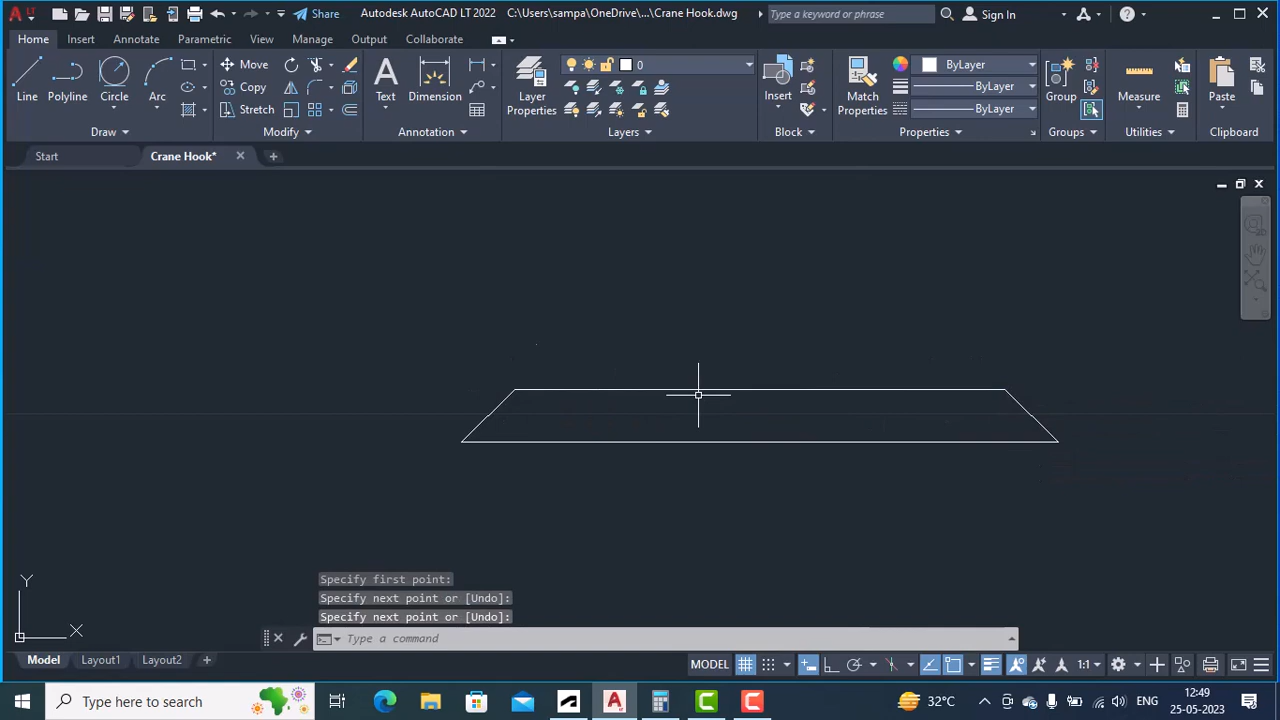 Share
Autodesk AutoCAD LT 2022 C:\Users\sampa\OneDrive\...\Crane Hook.dwg
Type a keyword or phrase
Sign In
Home Insert Annotate Parametric View Manage Output Collaborate
Line Polyline Circle Arc
Move
Copy
Stretch
Text Dimension
Layer Properties
0
Insert
Match Properties
ByLayer
ByLayer
ByLayer
Group
Measure
Paste
Draw Modify Annotation Layers Block Properties Groups Utilities Clipboard
Start Crane Hook*
Y
X
Specify first point:
Specify next point or [Undo]:
Specify next point or [Undo]:
Type a command
Model Layout1 Layout2
MODEL 1:1
Type here to search
32°C
ENG
12:49
25-05-2023